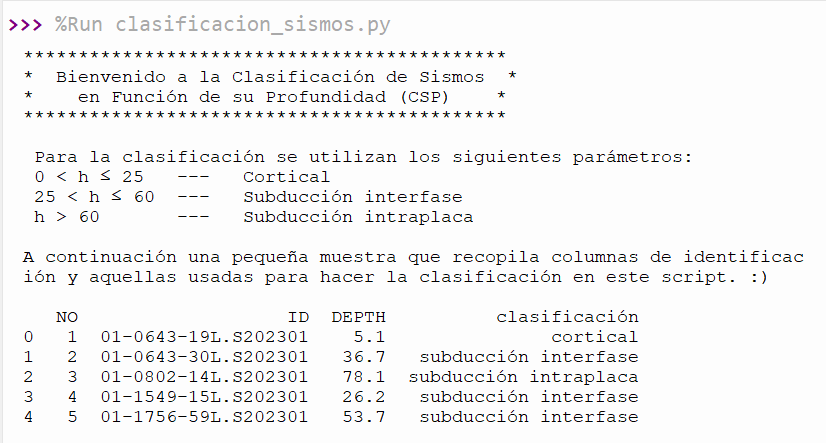 >>> %Run clasificacion_sismos.py
********************************************
*  Bienvenido a la Clasificación de Sismos  *
*    en Función de su Profundidad (CSP)    *
********************************************
Para la clasificación se utilizan los siguientes parámetros:
0 < h ≤ 25   ---   Cortical
25 < h ≤ 60  ---   Subducción interfase
h > 60       ---   Subducción intraplaca
A continuación una pequeña muestra que recopila columnas de identificac
ión y aquellas usadas para hacer la clasificación en este script. :)
   NO                   ID  DEPTH          clasificación
0   1  01-0643-19L.S202301    5.1               cortical
1   2  01-0643-30L.S202301   36.7   subducción interfase
2   3  01-0802-14L.S202301   78.1  subducción intraplaca
3   4  01-1549-15L.S202301   26.2   subducción interfase
4   5  01-1756-59L.S202301   53.7   subducción interfase